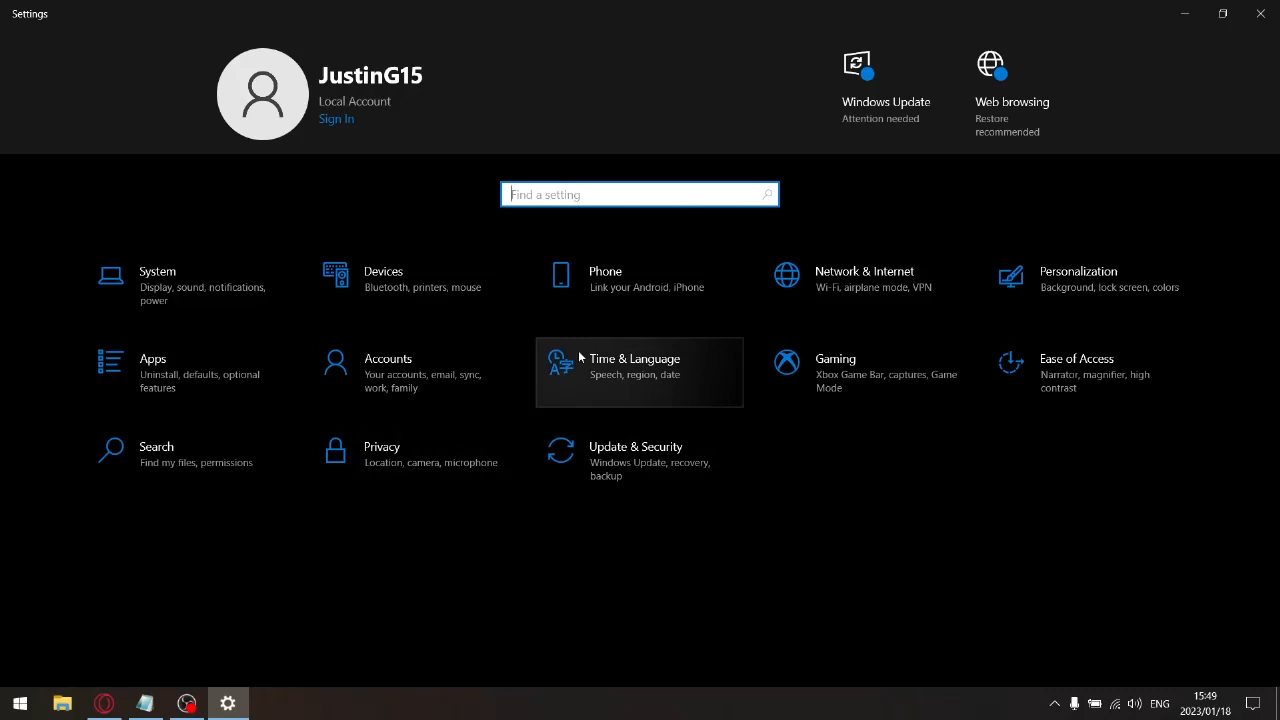 Settings
JustinG15
Local Account
Sign In
Windows Update
Attention needed
Web browsing
Restore
recommended
Find a setting
System
Display, sound, notifications,
power
Devices
Bluetooth, printers, mouse
Phone
Link your Android, iPhone
Network & Internet
Wi-Fi, airplane mode, VPN
Personalization
Background, lock screen, colors
Apps
Uninstall, defaults, optional
features
Accounts
Your accounts, email, sync,
work, family
Time & Language
Speech, region, date
Gaming
Xbox Game Bar, captures, Game
Mode
Ease of Access
Narrator, magnifier, high
contrast
Search
Find my files, permissions
Privacy
Location, camera, microphone
Update & Security
Windows Update, recovery,
backup
ENG
15:49
2023/01/18